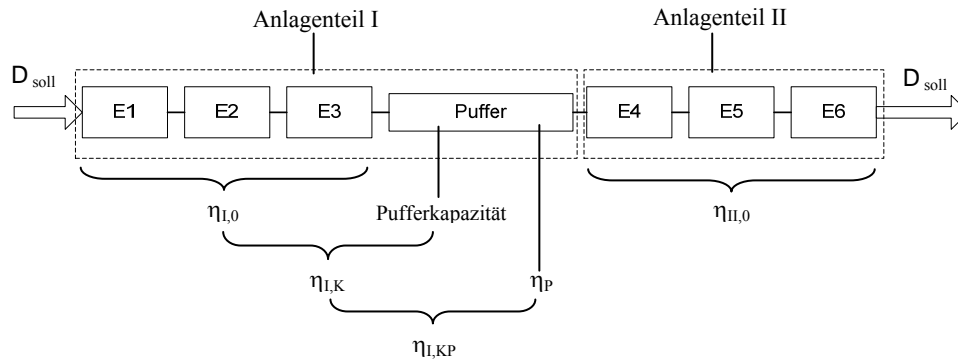 Anlagenteil I
Anlagenteil II
D soll
D soll
E1
E2
E3
Puffer
E4
E5
E6
ηI,0
Pufferkapazität
ηII,0
ηI,K
ηP
ηI,KP